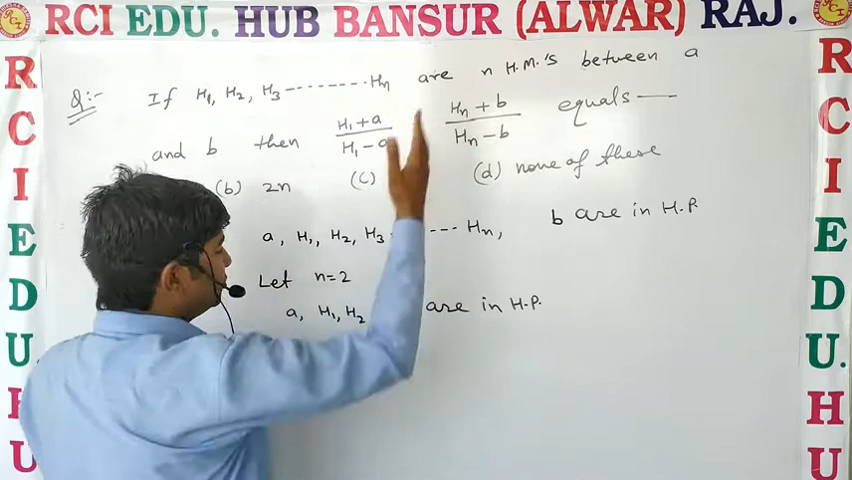 RCI EDU. HUB BANSUR (ALWAR) RAJ.
Q:- If H₁, H₂, H₃ -------- Hₙ are n H.M.'s between a
and b then (H₁ + a)/(H₁ - a) (Hₙ + b)/(Hₙ - b) equals —
(b) 2n (c) (d) none of these
a, H₁, H₂, H₃ --- Hₙ, b are in H.P.
Let n=2
a, H₁, H₂ are in H.P.
R
C
I
E
D
U.
H
U
R
C
I
E
D
U.
H
U